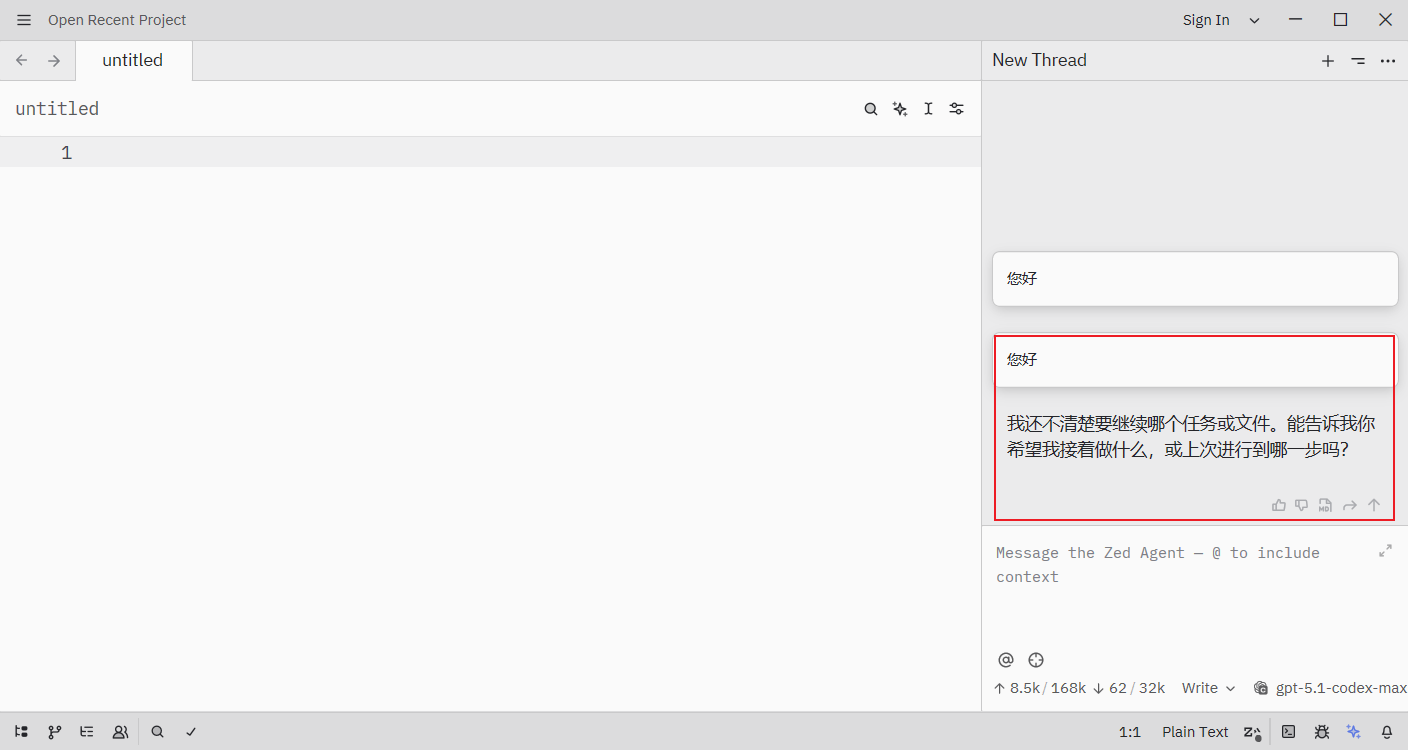 Open Recent Project
Sign In
untitled
New Thread
untitled
1
您好
您好
我还不清楚要继续哪个任务或文件。能告诉我你
希望我接着做什么，或上次进行到哪一步吗？
MD
Message the Zed Agent — @ to include
context
8.5k / 168k 62 / 32k Write gpt-5.1-codex-max
1:1 Plain Text